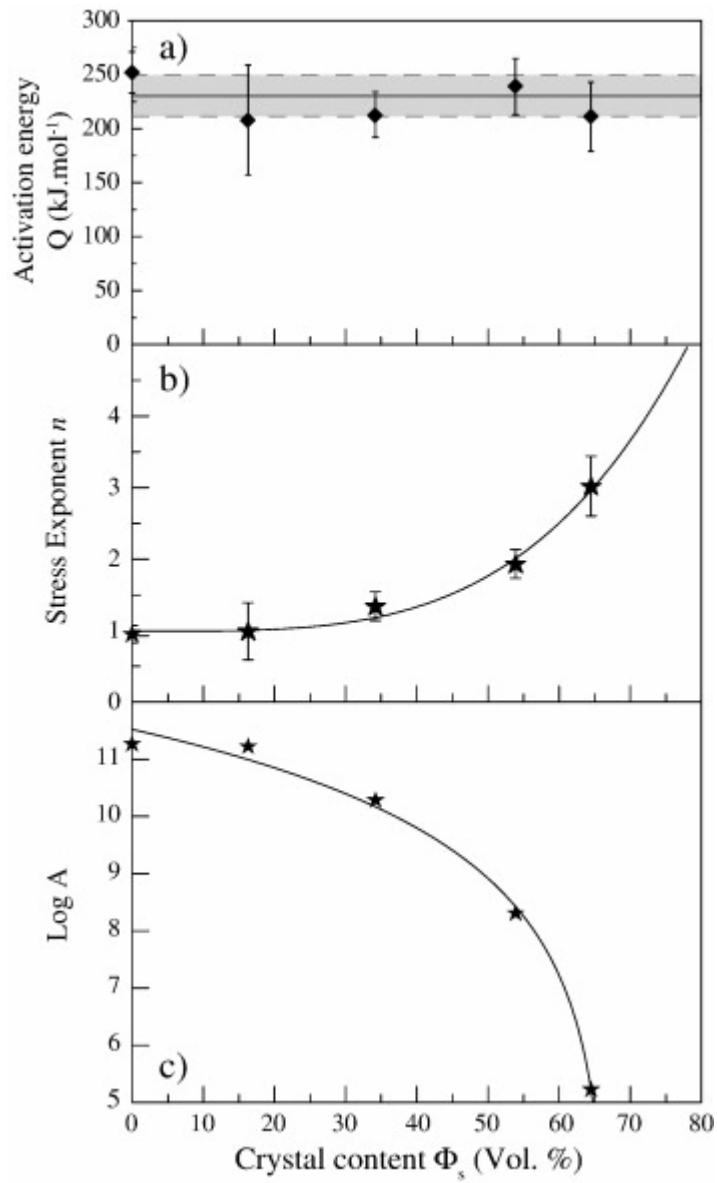 300
a)
250
200
150
100
50
0
Activation energy
Q (kJ.mol⁻¹)
b)
4
3
2
1
0
Stress Exponent n
11
10
9
8
7
6
5
Log A
c)
0 10 20 30 40 50 60 70 80
Crystal content Φs (Vol. %)